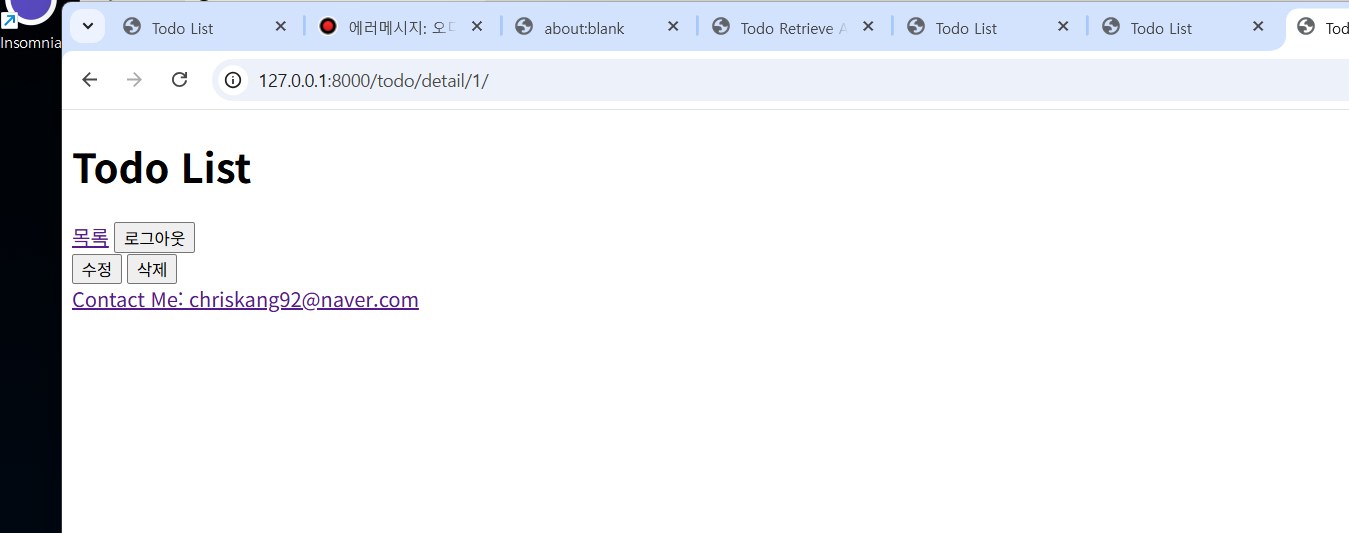 Insomnia
Todo List
에러메시지: 오
about:blank
Todo Retrieve A
Todo List
Todo List
Tod
127.0.0.1:8000/todo/detail/1/
Todo List
목록 로그아웃
수정 삭제
Contact Me: chriskang92@naver.com